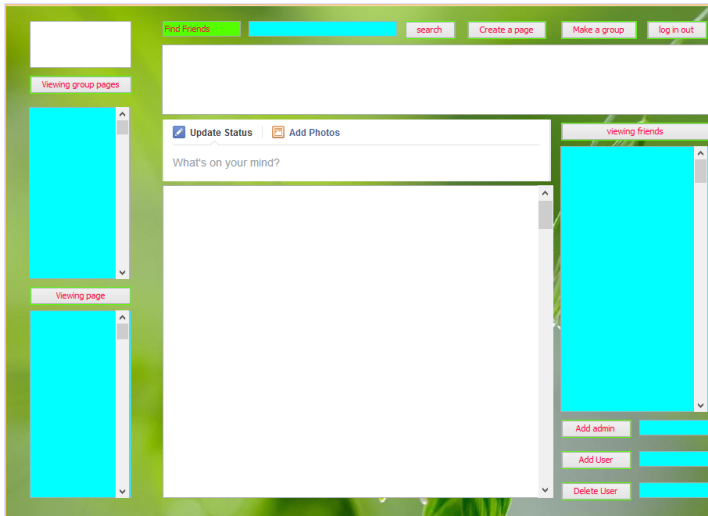 Find Friends
search
Create a page
Make a group
log in out
Viewing group pages
Update Status
Add Photos
What's on your mind?
viewing friends
Viewing page
Add admin
Add User
Delete User